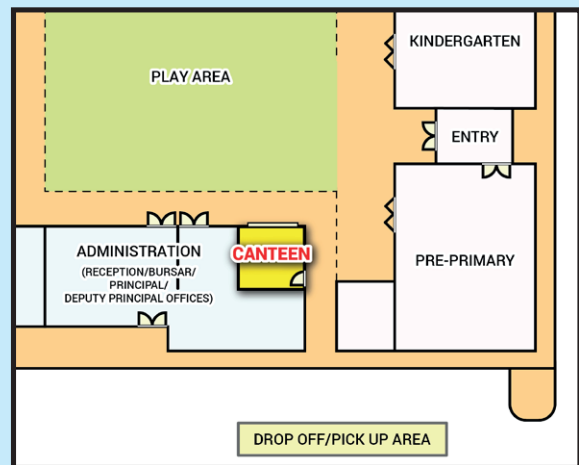 PLAY AREA
KINDERGARTEN
ENTRY
ADMINISTRATION
(RECEPTION/BURSAR/
PRINCIPAL/
DEPUTY PRINCIPAL OFFICES)
CANTEEN
PRE-PRIMARY
DROP OFF/PICK UP AREA